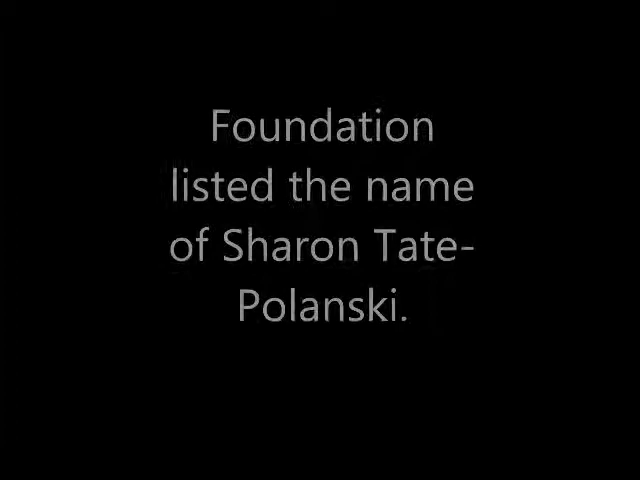 Foundation
listed the name
of Sharon Tate-
Polanski.